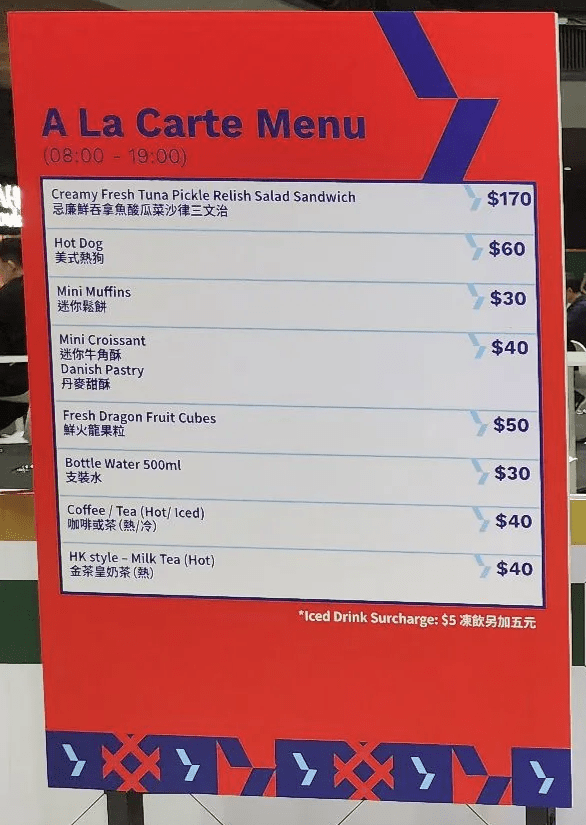 A La Carte Menu
(08:00 - 19:00)
Creamy Fresh Tuna Pickle Relish Salad Sandwich $170
忌廉鮮吞拿魚酸瓜菜沙律三文治
Hot Dog $60
美式熱狗
Mini Muffins $30
迷你鬆餅
Mini Croissant $40
迷你牛角酥
Danish Pastry
丹麥甜酥
Fresh Dragon Fruit Cubes $50
鮮火龍果粒
Bottle Water 500ml $30
支裝水
Coffee / Tea (Hot/ Iced) $40
咖啡或茶(熱/冷)
HK style – Milk Tea (Hot) $40
金茶皇奶茶(熱)
*Iced Drink Surcharge: $5 凍飲另加五元